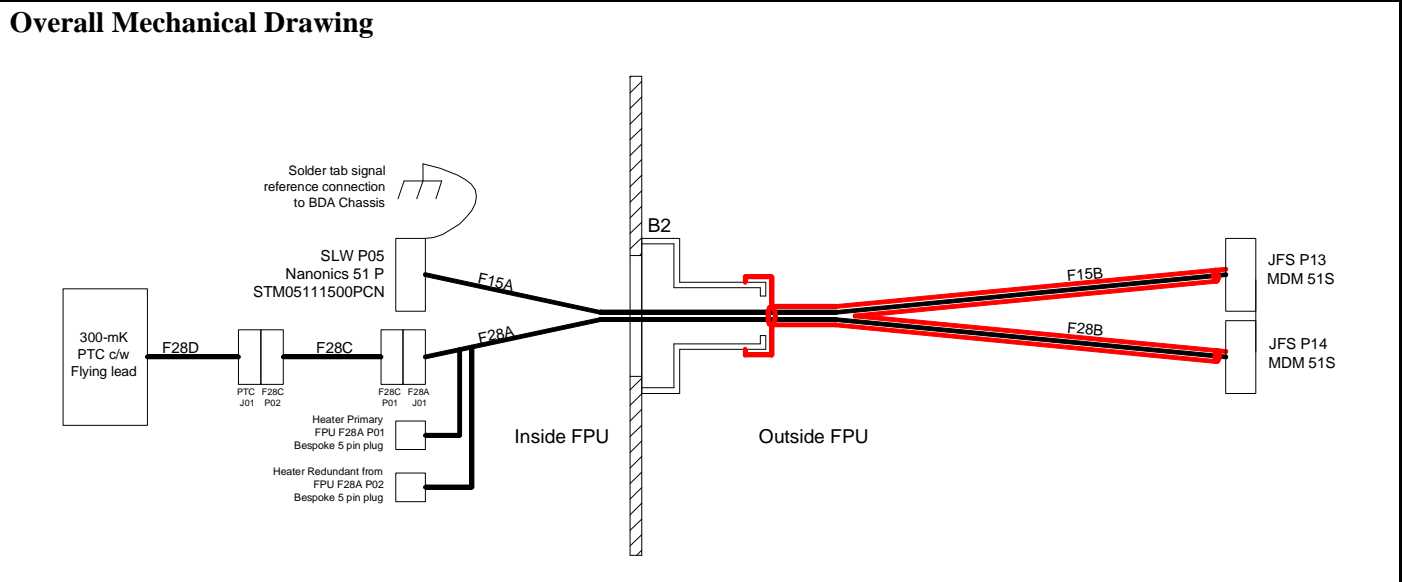 Overall Mechanical Drawing
Solder tab signal
reference connection
to BDA Chassis
B2
SLW P05
Nanonics 51 P
STM05111500PCN
F15A
F15B
JFS P13
MDM 51S
300-mK
PTC c/w
Flying lead
F28D
F28C
F28A
F28B
JFS P14
MDM 51S
PTC
J01
F28C
P02
F28C
P01
F28A
J01
Heater Primary
FPU F28A P01
Bespoke 5 pin plug
Inside FPU
Outside FPU
Heater Redundant from
FPU F28A P02
Bespoke 5 pin plug